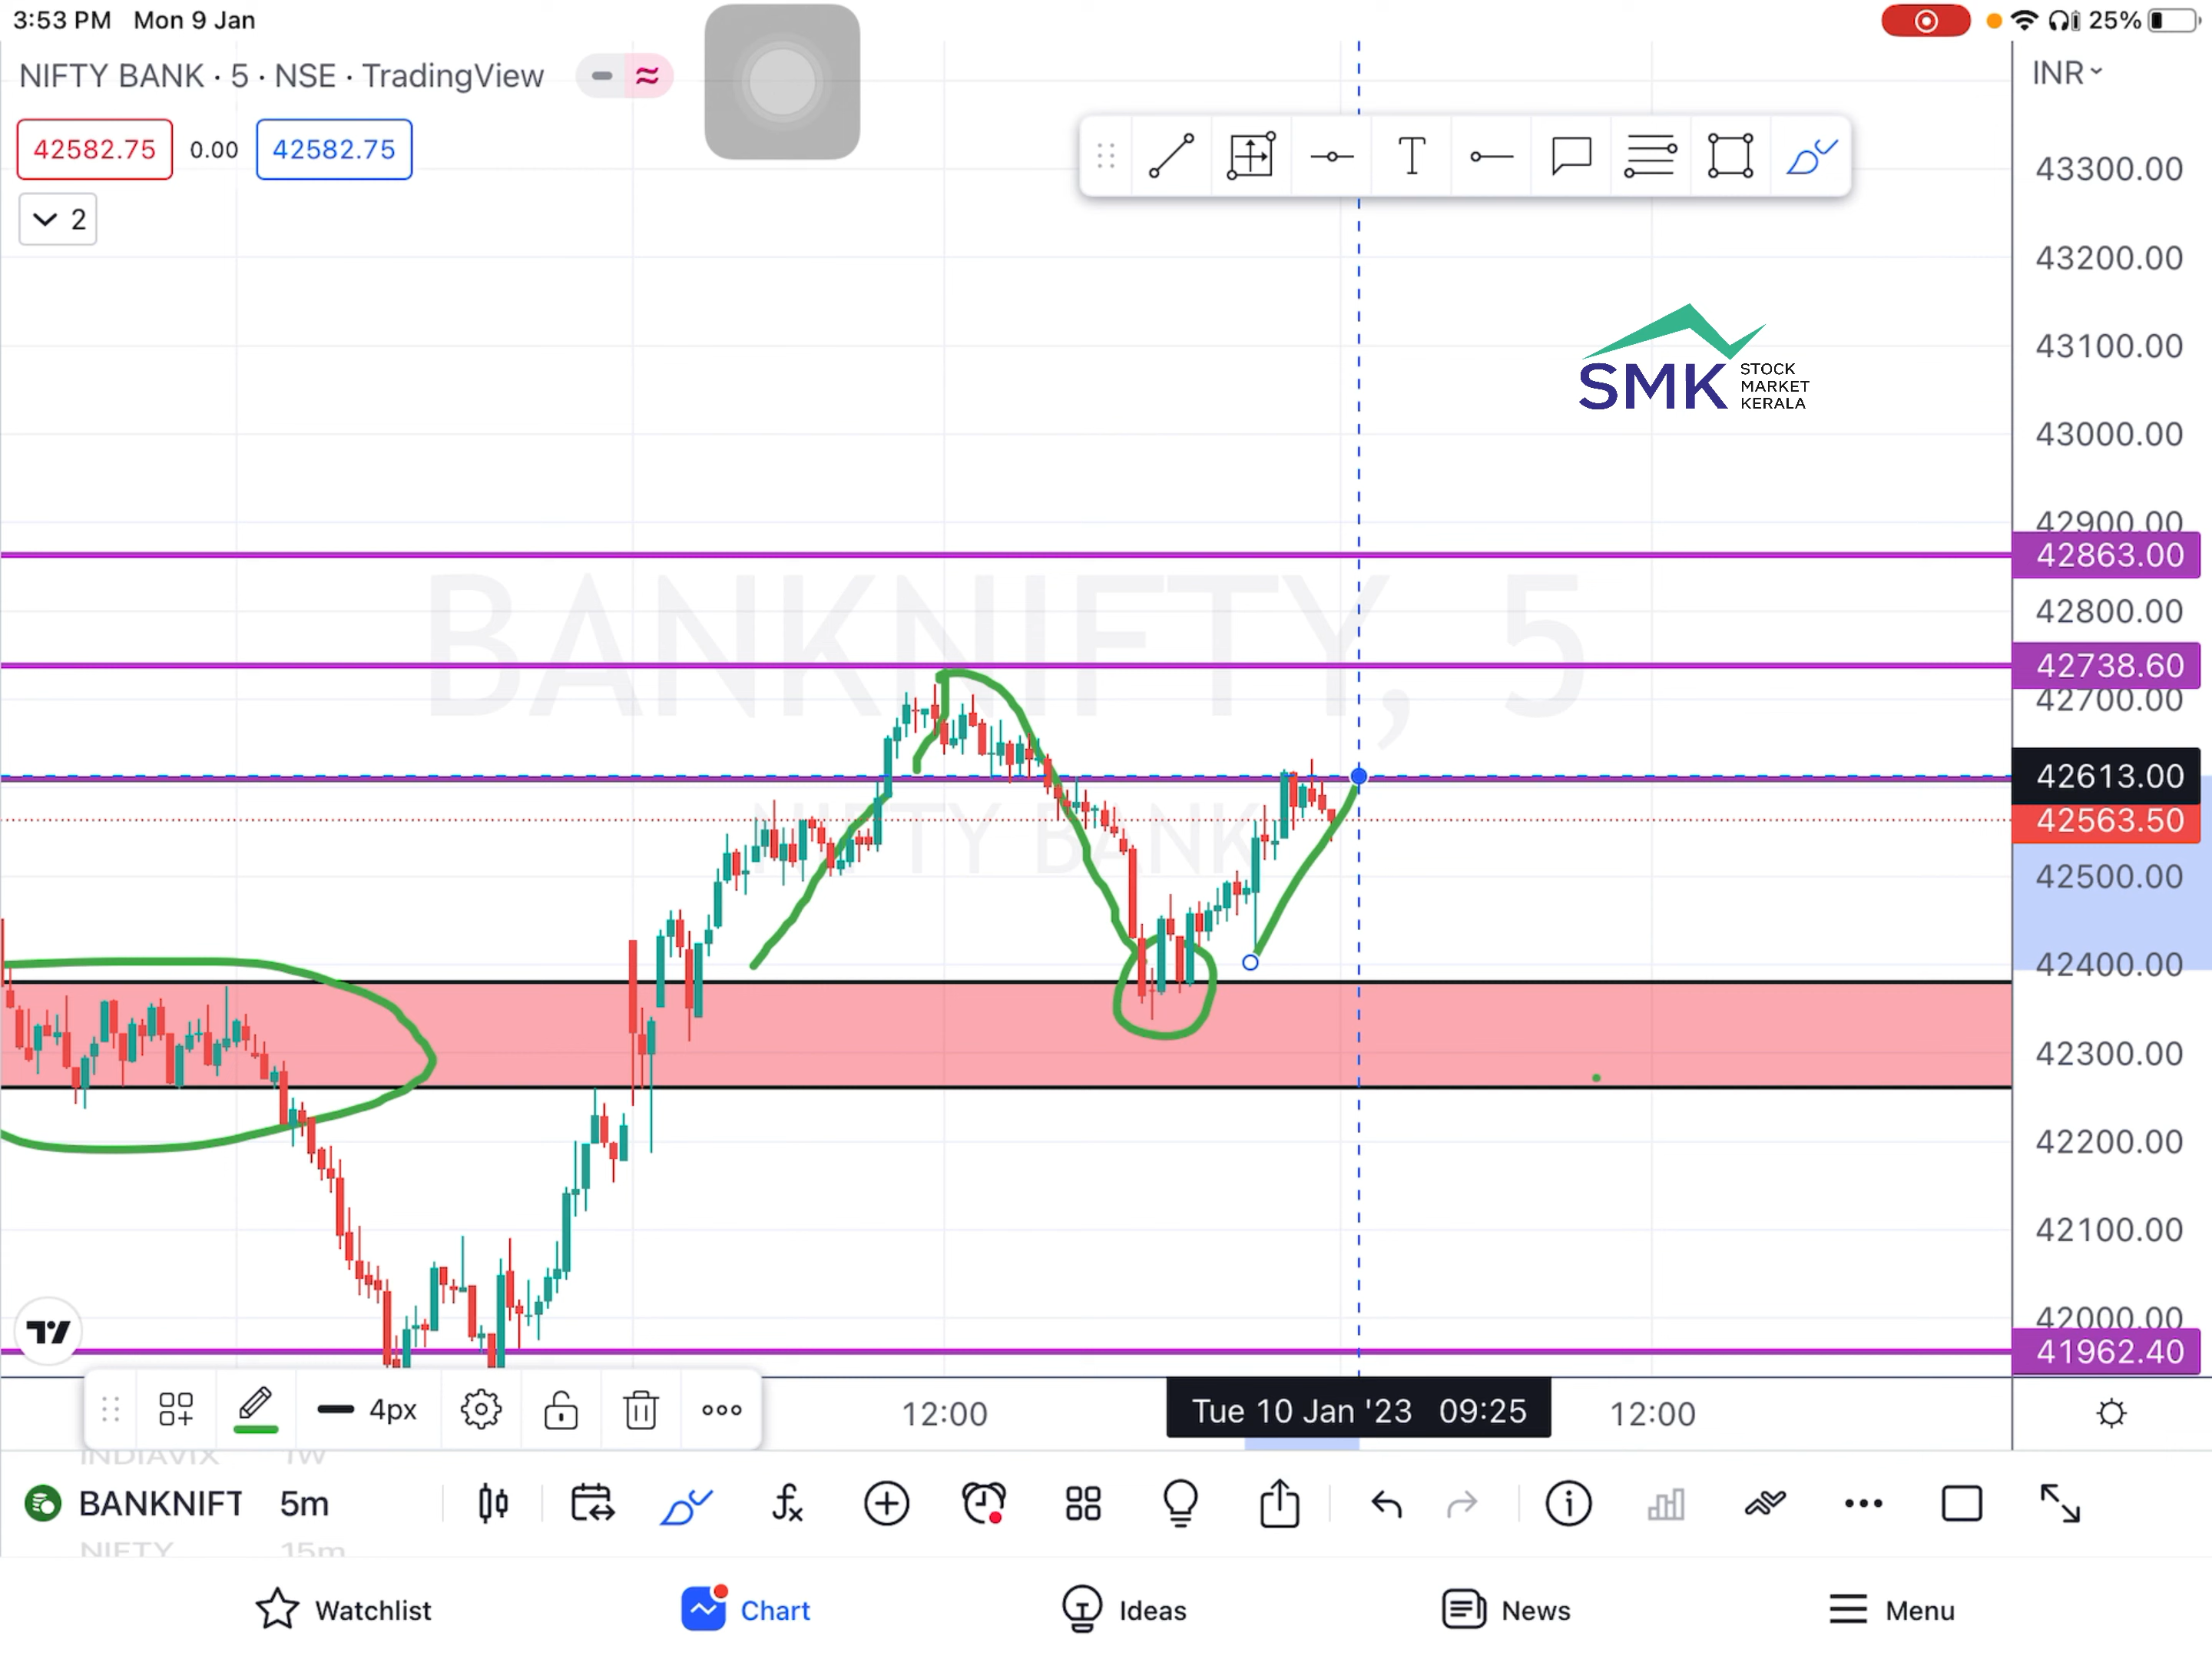 3:53 PM Mon 9 Jan
25%
NIFTY BANK · 5 · NSE · TradingView
INR
42582.75 0.00 42582.75
2
T
43300.00
43200.00
SMK STOCK MARKET KERALA
43100.00
43000.00
42900.00
42863.00
BANKNIFTY, 5
42800.00
42738.60
42700.00
42613.00
NIFTY BANK
42563.50
42500.00
42400.00
42300.00
42200.00
42100.00
42000.00
41962.40
4px
12:00
Tue 10 Jan '23 09:25
12:00
INDIAVIX 1W
BANKNIFT 5m
NIFTY 15m
Watchlist
Chart
Ideas
News
Menu